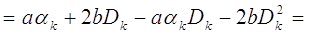 = aα_k + 2bD_k − aα_kD_k − 2bD_k^2 =